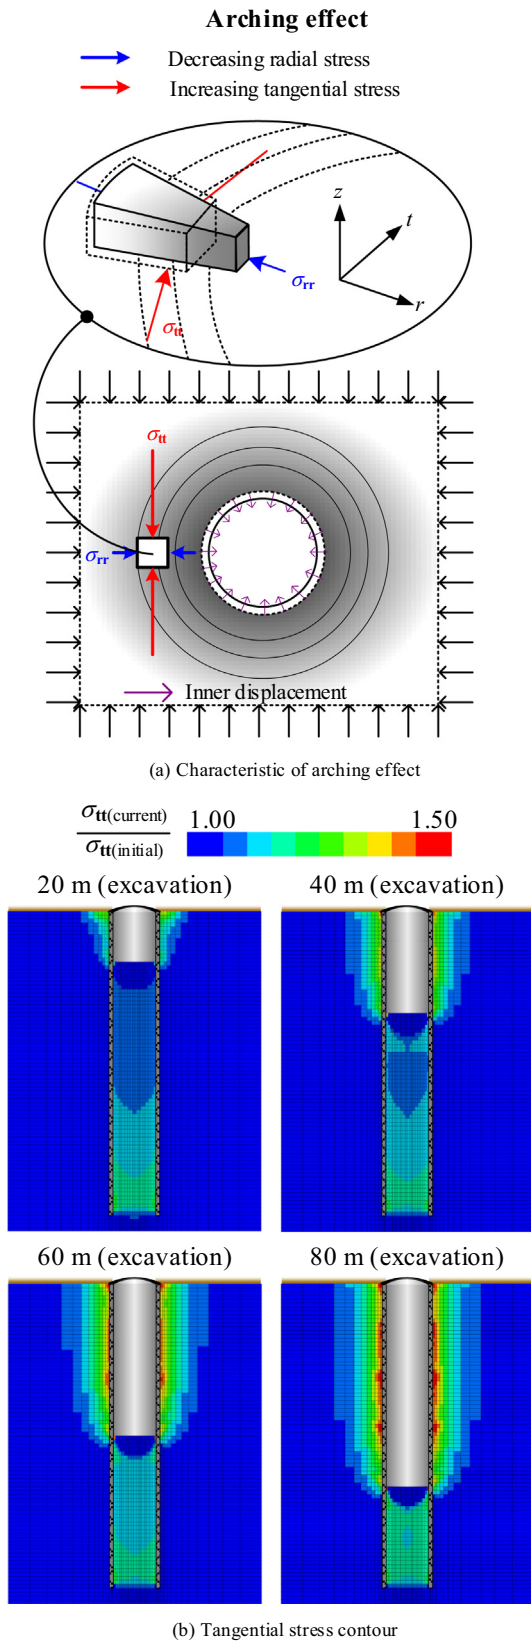 Arching effect
Decreasing radial stress
Increasing tangential stress
z
t
σrr
r
σtt
σtt
σrr
Inner displacement
(a) Characteristic of arching effect
σtt(current)
σtt(initial)
1.00 1.50
20 m (excavation) 40 m (excavation)
60 m (excavation) 80 m (excavation)
(b) Tangential stress contour